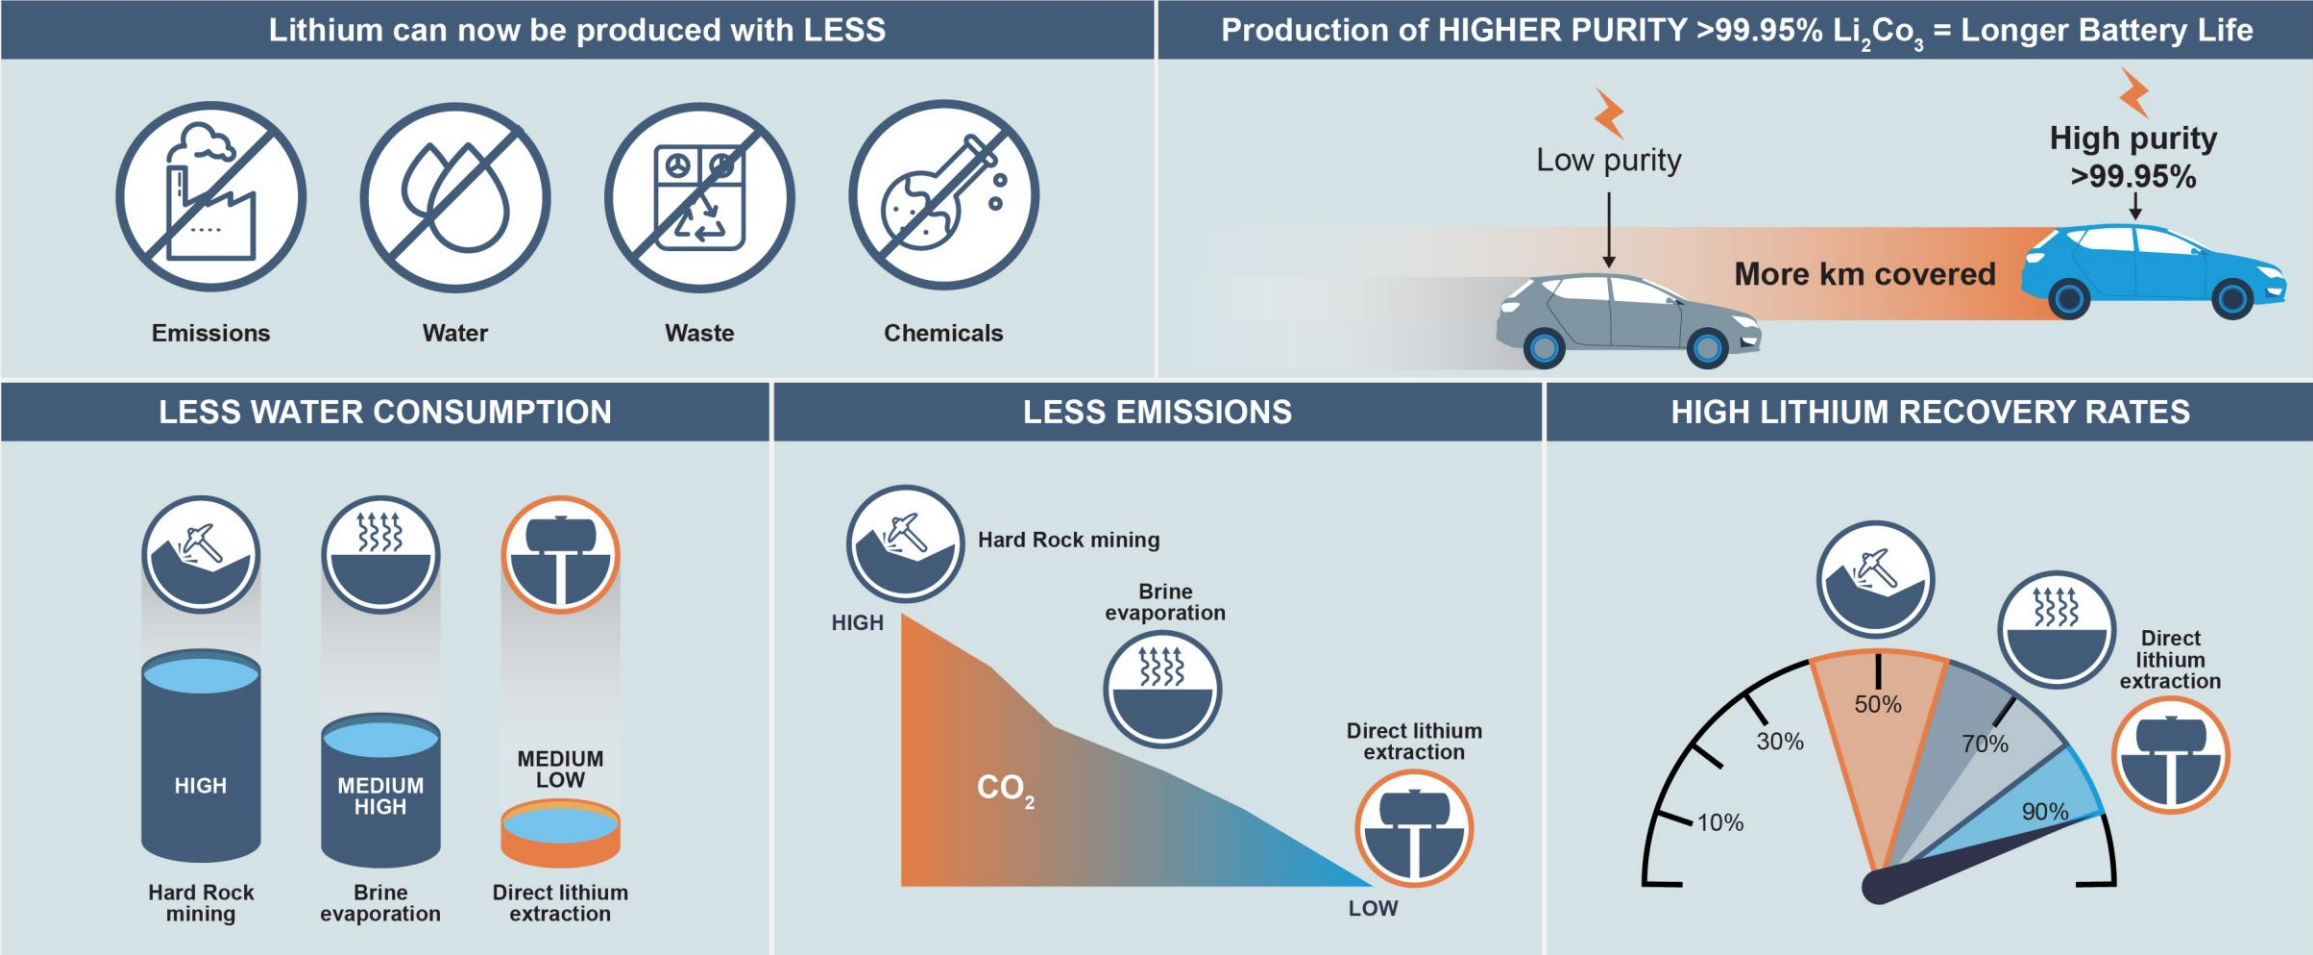 Lithium can now be produced with LESS
Emissions
Water
Waste
Chemicals
Production of HIGHER PURITY >99.95% Li₂Co₃ = Longer Battery Life
Low purity
High purity
>99.95%
More km covered
LESS WATER CONSUMPTION
HIGH
MEDIUM
HIGH
MEDIUM
LOW
Hard Rock
mining
Brine
evaporation
Direct lithium
extraction
LESS EMISSIONS
Hard Rock mining
HIGH
Brine
evaporation
Direct lithium
extraction
CO₂
LOW
HIGH LITHIUM RECOVERY RATES
Direct
lithium
extraction
10%
30%
50%
70%
90%